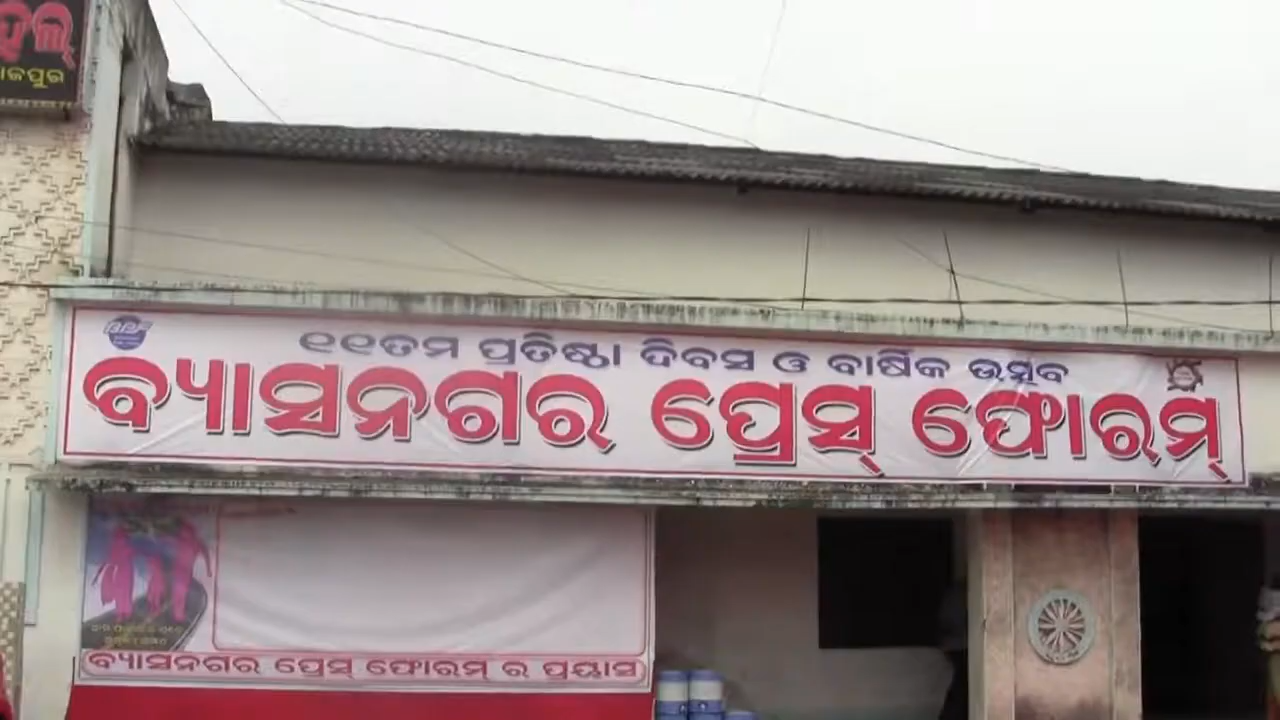 ୧୧ତମ ପ୍ରତିଷ୍ଠା ଦିବସ ଓ ବାର୍ଷିକ ଉତ୍ସବ
ବ୍ୟାସନଗର ପ୍ରେସ୍ ଫୋରମ୍
ବ୍ୟାସନଗର ପ୍ରେସ୍ ଫୋରମ୍ ର ପ୍ରୟାସ